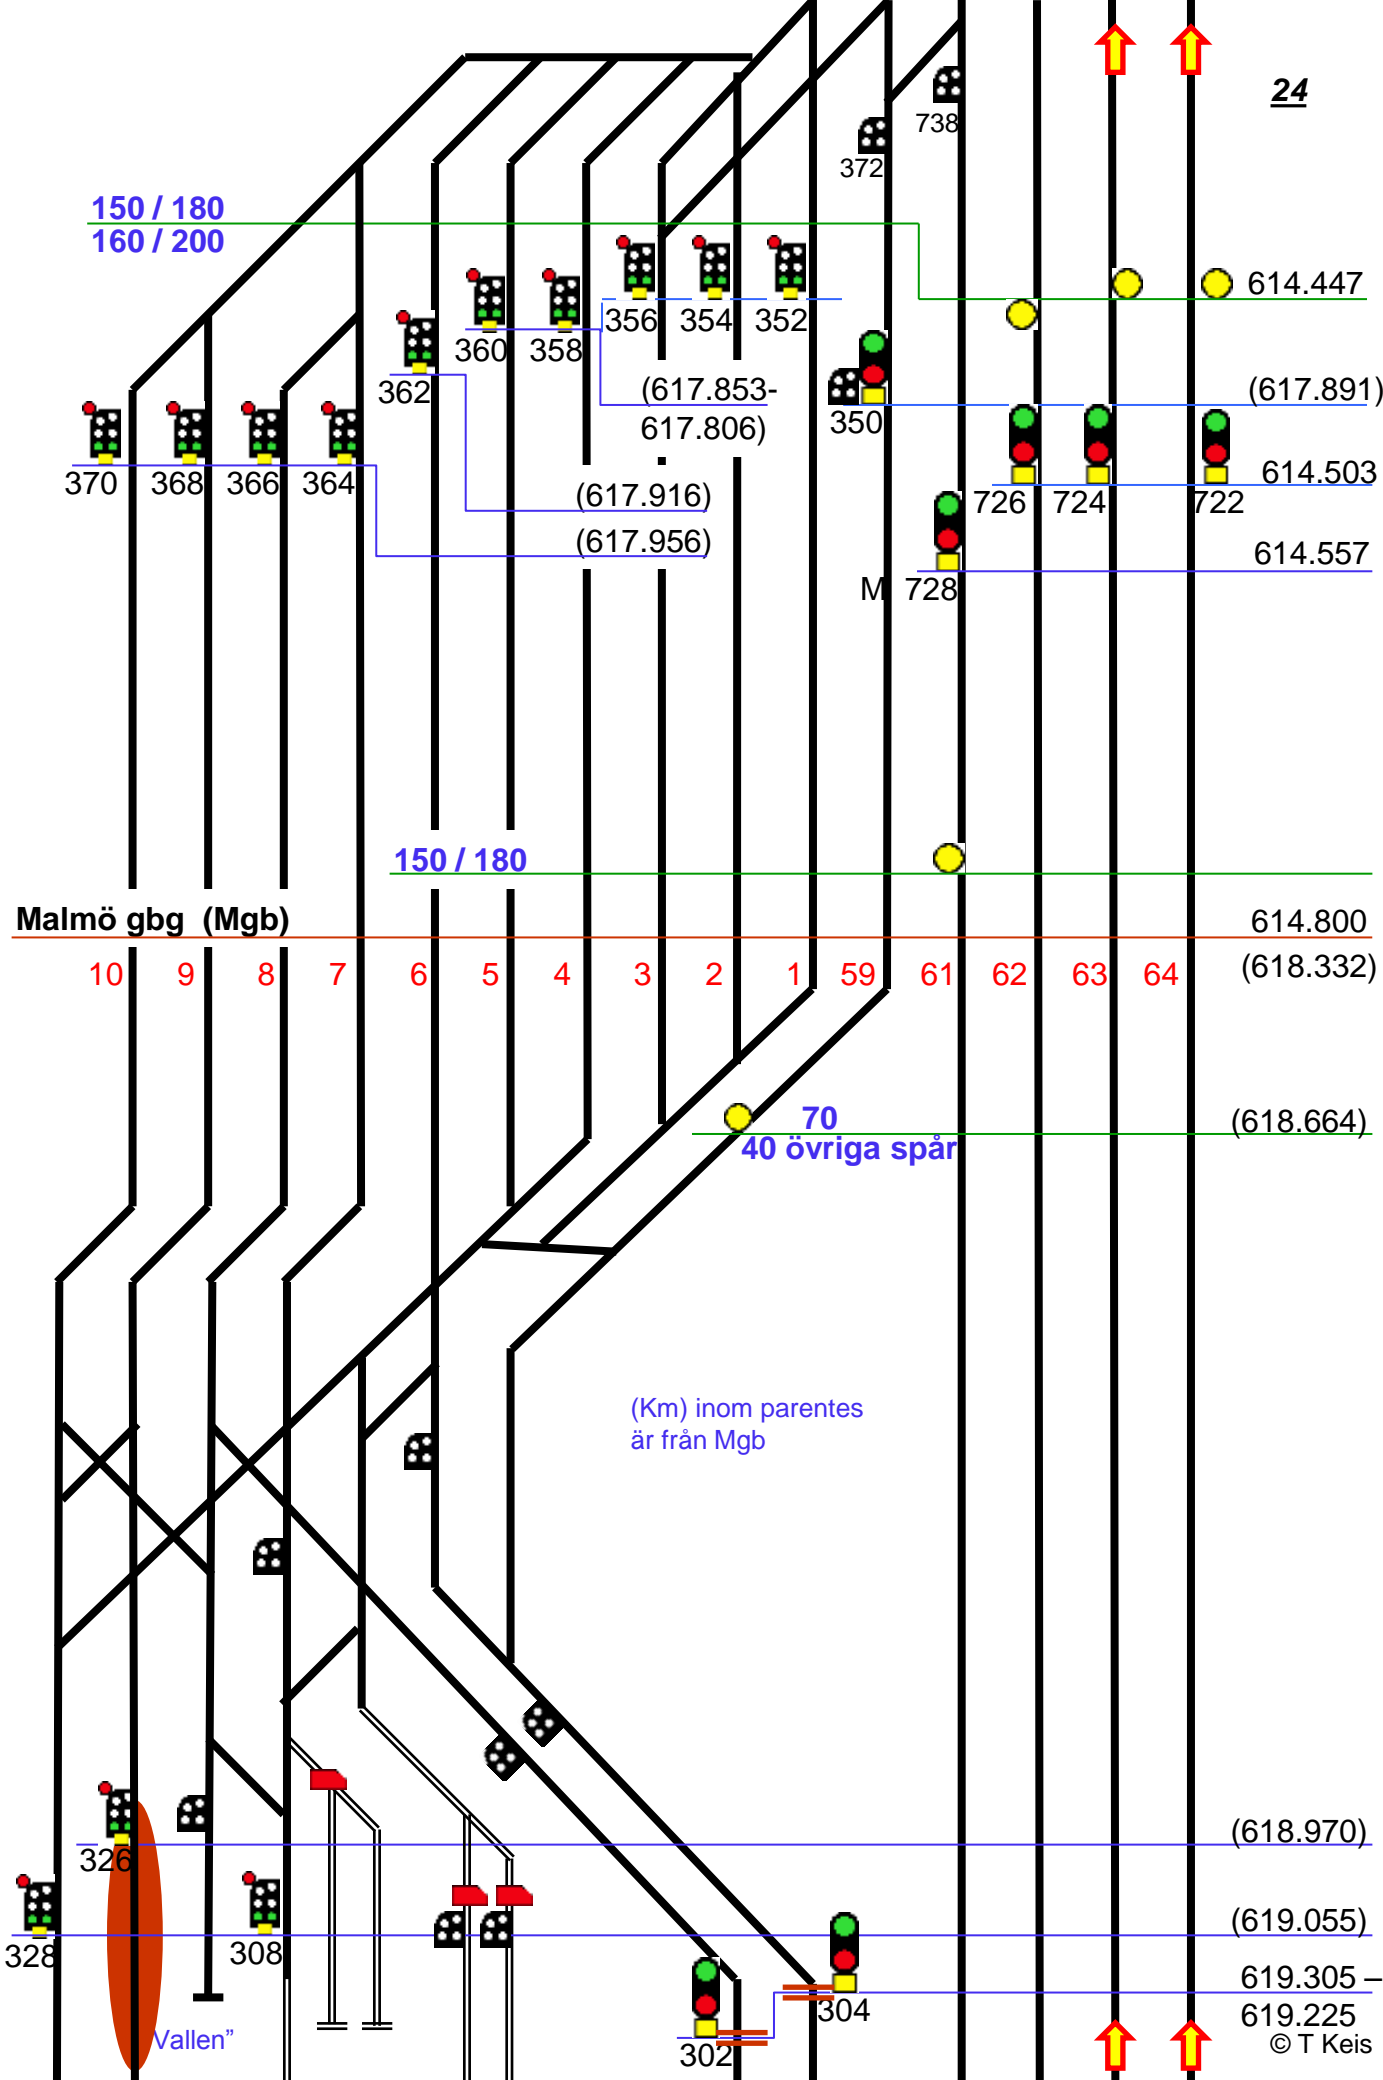 24
738
372
150 / 180
160 / 200
614.447
356 354 352
360 358
362
(617.853-
617.806)
(617.891)
350
370 368 366 364
614.503
726 724 722
(617.916)
(617.956)
614.557
M 728
150 / 180
Malmö gbg (Mgb)
614.800
10 9 8 7 6 5 4 3 2 1 59 61 62 63 64
(618.332)
70
40 övriga spår
(618.664)
(Km) inom parentes
är från Mgb
(618.970)
326
(619.055)
328 308
619.305 –
619.225
304
302
Vallen”
© T Keis